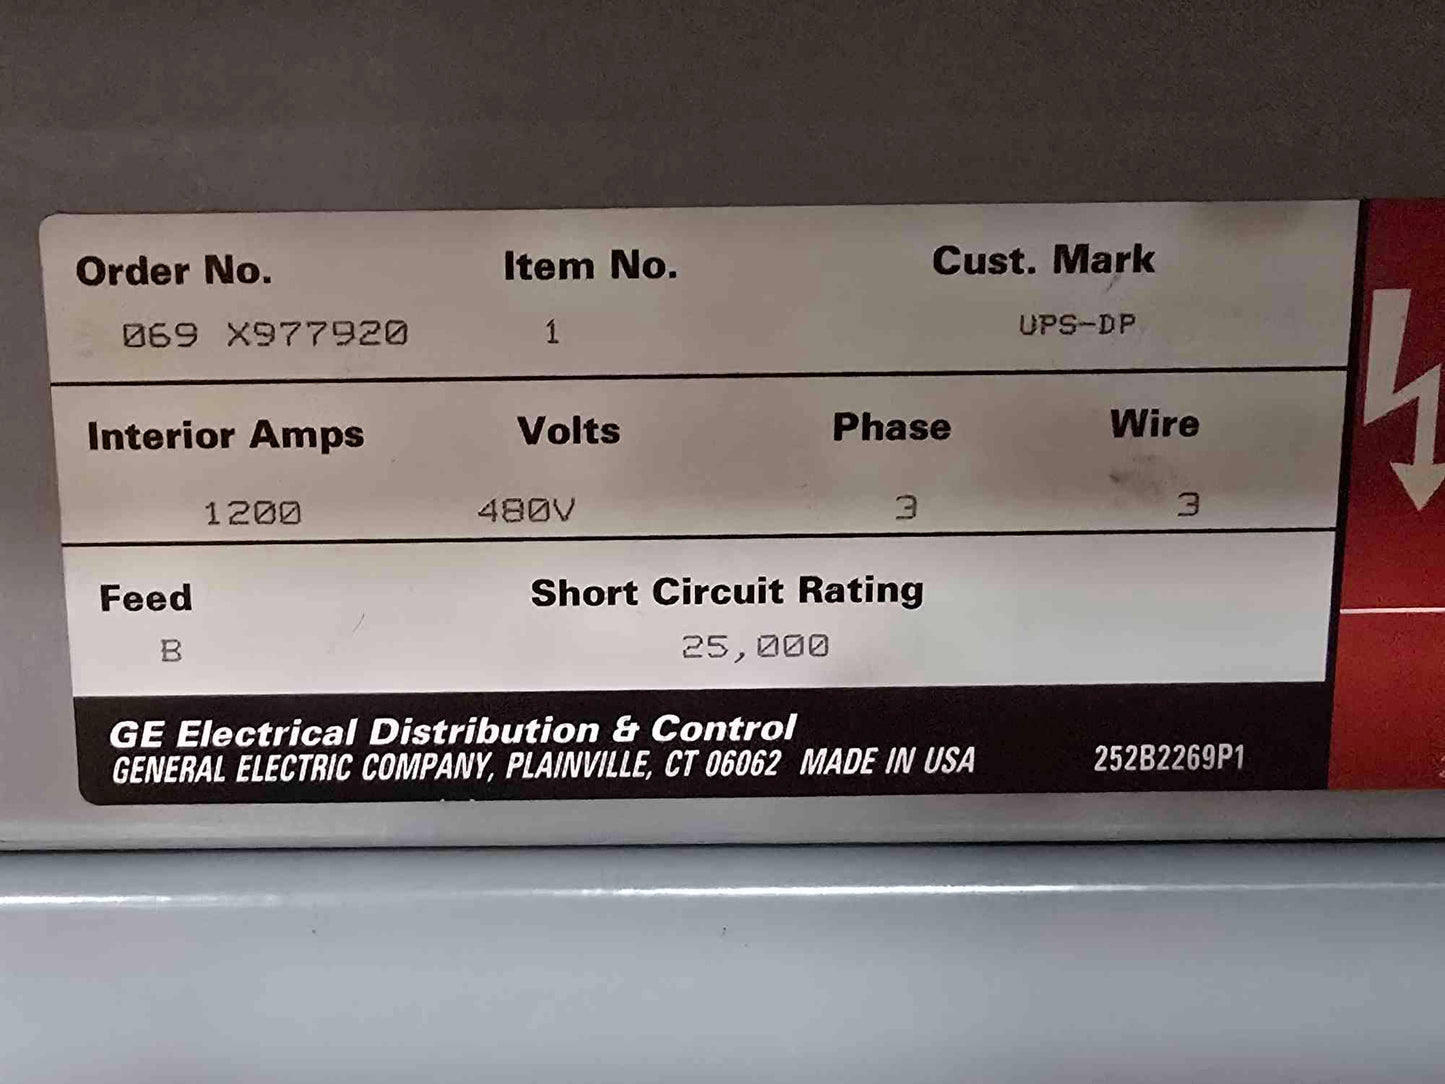 Order No. Item No. Cust. Mark
069 X977920 1 UPS-DP
Interior Amps Volts Phase Wire
1200 480V 3 3
Feed Short Circuit Rating
B 25,000
GE Electrical Distribution & Control
GENERAL ELECTRIC COMPANY, PLAINVILLE, CT 06062 MADE IN USA 252B2269P1